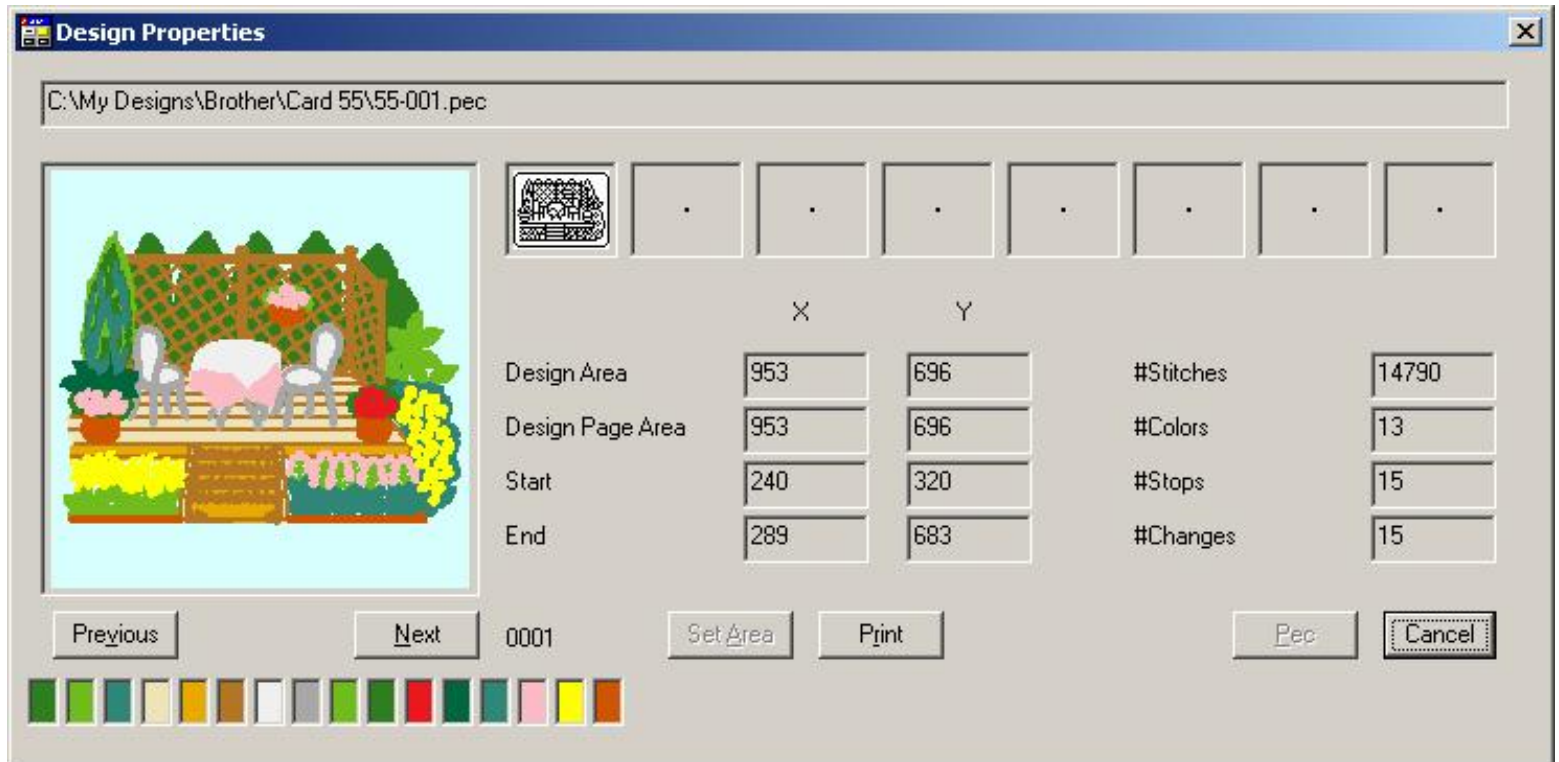 Design Properties
C:\My Designs\Brother\Card 55\55-001.pec
X Y
Design Area 953 696 #Stitches 14790
Design Page Area 953 696 #Colors 13
Start 240 320 #Stops 15
End 289 683 #Changes 15
Previous Next 0001 Set Area Print Pec Cancel